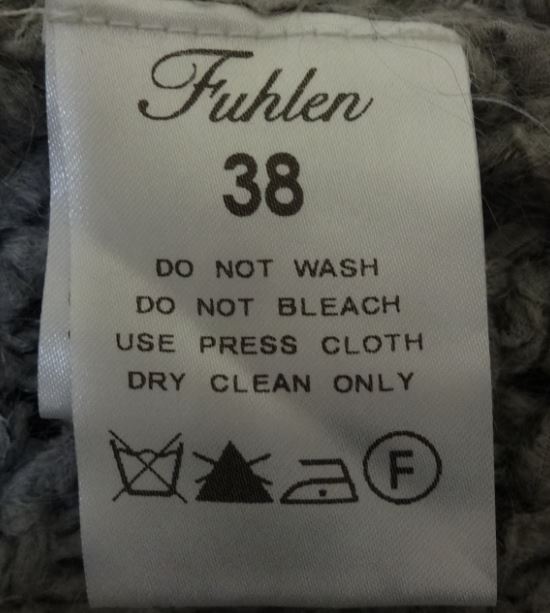 Fuhlen
38
DO NOT WASH
DO NOT BLEACH
USE PRESS CLOTH
DRY CLEAN ONLY
F